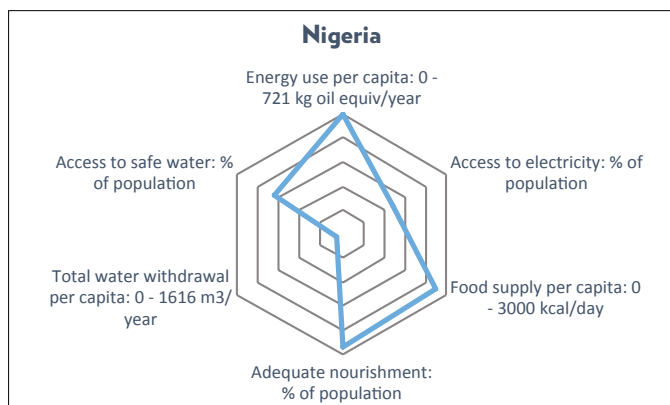 Nigeria
Energy use per capita: 0 -
721 kg oil equiv/year
Access to safe water: %
of population
Access to electricity: % of
population
Total water withdrawal
per capita: 0 - 1616 m3/
year
Food supply per capita: 0
- 3000 kcal/day
Adequate nourishment:
% of population